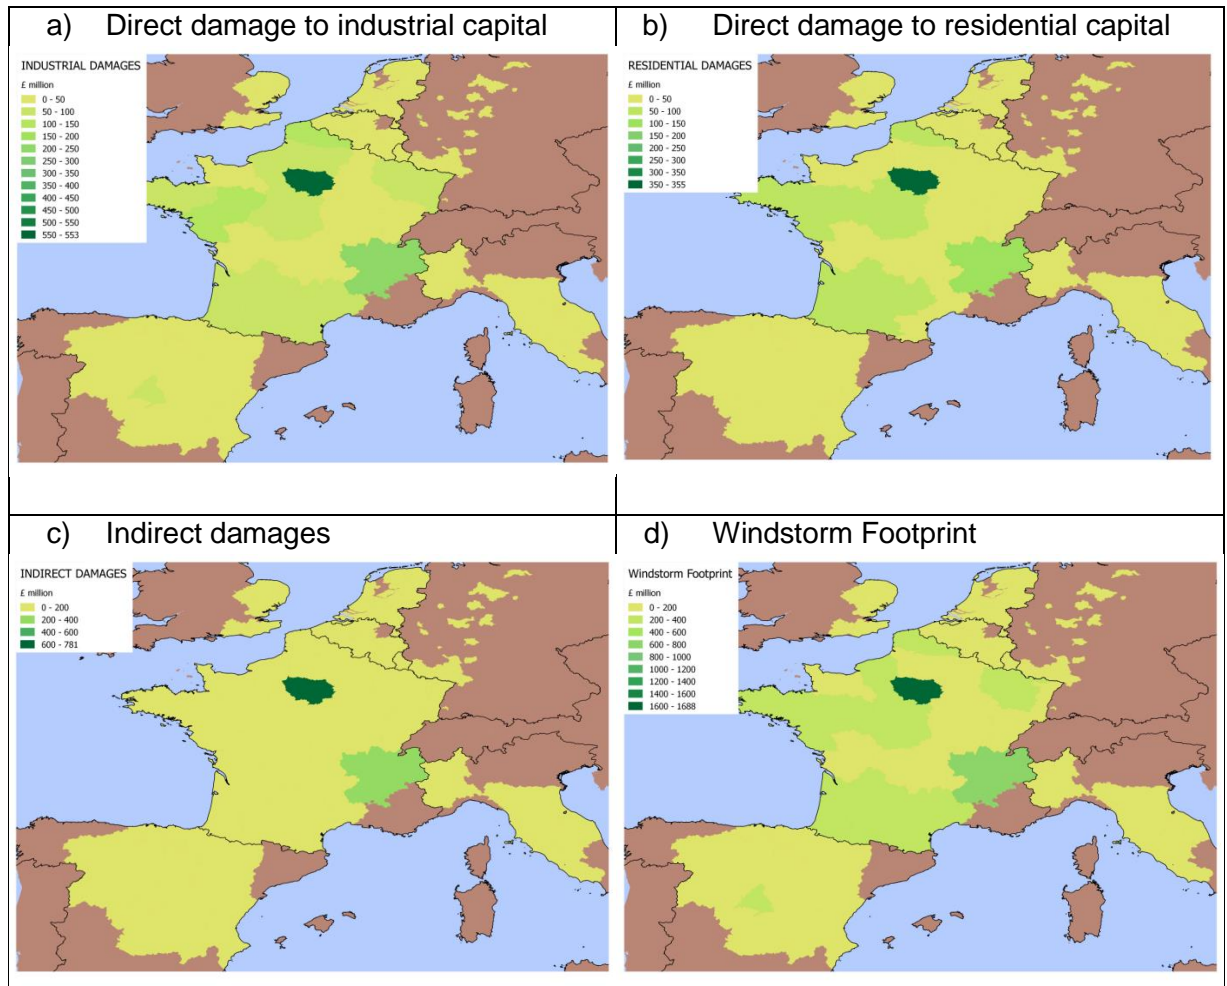 a) Direct damage to industrial capital
INDUSTRIAL DAMAGES
£ million
0 - 50
50 - 100
100 - 150
150 - 200
200 - 250
250 - 300
300 - 350
350 - 400
400 - 450
450 - 500
500 - 550
550 - 553
b) Direct damage to residential capital
RESIDENTIAL DAMAGES
£ million
0 - 50
50 - 100
100 - 150
150 - 200
200 - 250
250 - 300
300 - 350
350 - 355
c) Indirect damages
INDIRECT DAMAGES
£ million
0 - 200
200 - 400
400 - 600
600 - 781
d) Windstorm Footprint
Windstorm Footprint
£ million
0 - 200
200 - 400
400 - 600
600 - 800
800 - 1000
1000 - 1200
1200 - 1400
1400 - 1600
1600 - 1688